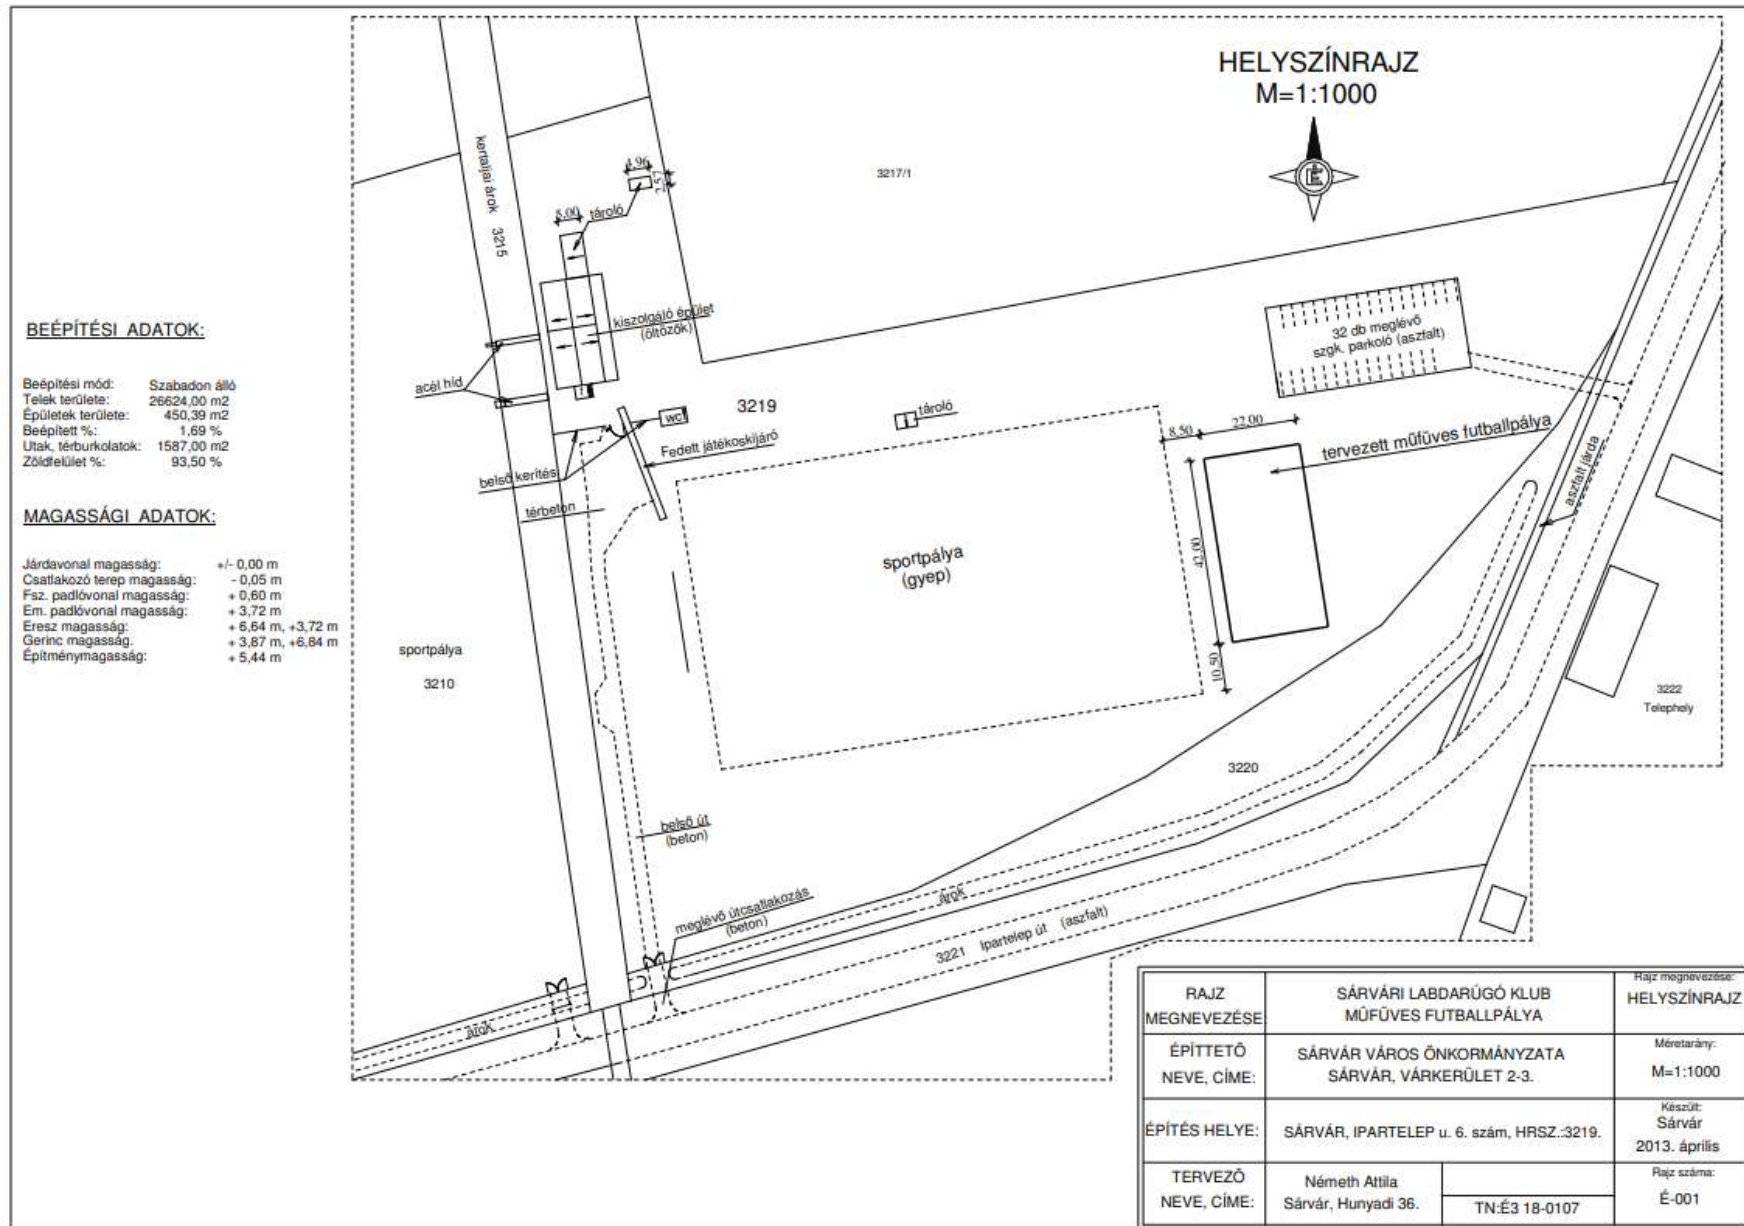 HELYSZÍNRAJZ
M=1:1000
É
kertaljai árok 3215
4,96
2,57
5,00
tároló
3217/1
kiszolgáló épület
(öltözők)
32 db meglévő
szgk. parkoló (aszfalt)
acél híd
WC
3219
tároló
Fedett játékoskijáró
8,50
22,00
tervezett műfüves futballpálya
belső kerítés
térbeton
aszfalt járda
42,00
sportpálya
(gyep)
10,50
sportpálya
3210
3222
Telephely
3220
belső út
(beton)
meglévő útcsatlakozás
(beton)
árok
3221 Ipartelep út (aszfalt)
árok
BEÉPÍTÉSI ADATOK:
Beépítési mód: Szabadon álló
Telek területe: 26624,00 m2
Épületek területe: 450,39 m2
Beépített %: 1,69 %
Utak, térburkolatok: 1587,00 m2
Zöldfelület %: 93,50 %
MAGASSÁGI ADATOK:
Járdavonal magasság: +/- 0,00 m
Csatlakozó terep magasság: - 0,05 m
Fsz. padlóvonal magasság: + 0,60 m
Em. padlóvonal magasság: + 3,72 m
Eresz magasság: + 6,64 m, +3,72 m
Gerinc magasság. + 3,87 m, +6,84 m
Építménymagasság: + 5,44 m
RAJZ
MEGNEVEZÉSE
SÁRVÁRI LABDARÚGÓ KLUB
MŰFÜVES FUTBALLPÁLYA
Rajz megnevezése:
HELYSZÍNRAJZ
ÉPÍTTETŐ
NEVE, CÍME:
SÁRVÁR VÁROS ÖNKORMÁNYZATA
SÁRVÁR, VÁRKERÜLET 2-3.
Méretarány:
M=1:1000
ÉPÍTÉS HELYE:
SÁRVÁR, IPARTELEP u. 6. szám, HRSZ.:3219.
Készült:
Sárvár
2013. április
TERVEZŐ
NEVE, CÍME:
Németh Attila
Sárvár, Hunyadi 36.
TN:É3 18-0107
Rajz száma:
É-001